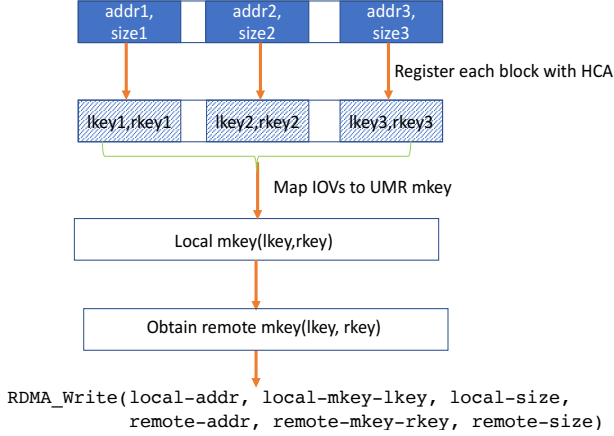 addr1,
size1
addr2,
size2
addr3,
size3
Register each block with HCA
lkey1,rkey1
lkey2,rkey2
lkey3,rkey3
Map IOVs to UMR mkey
Local mkey(lkey,rkey)
Obtain remote mkey(lkey, rkey)
RDMA_Write(local-addr, local-mkey-lkey, local-size,
remote-addr, remote-mkey-rkey, remote-size)